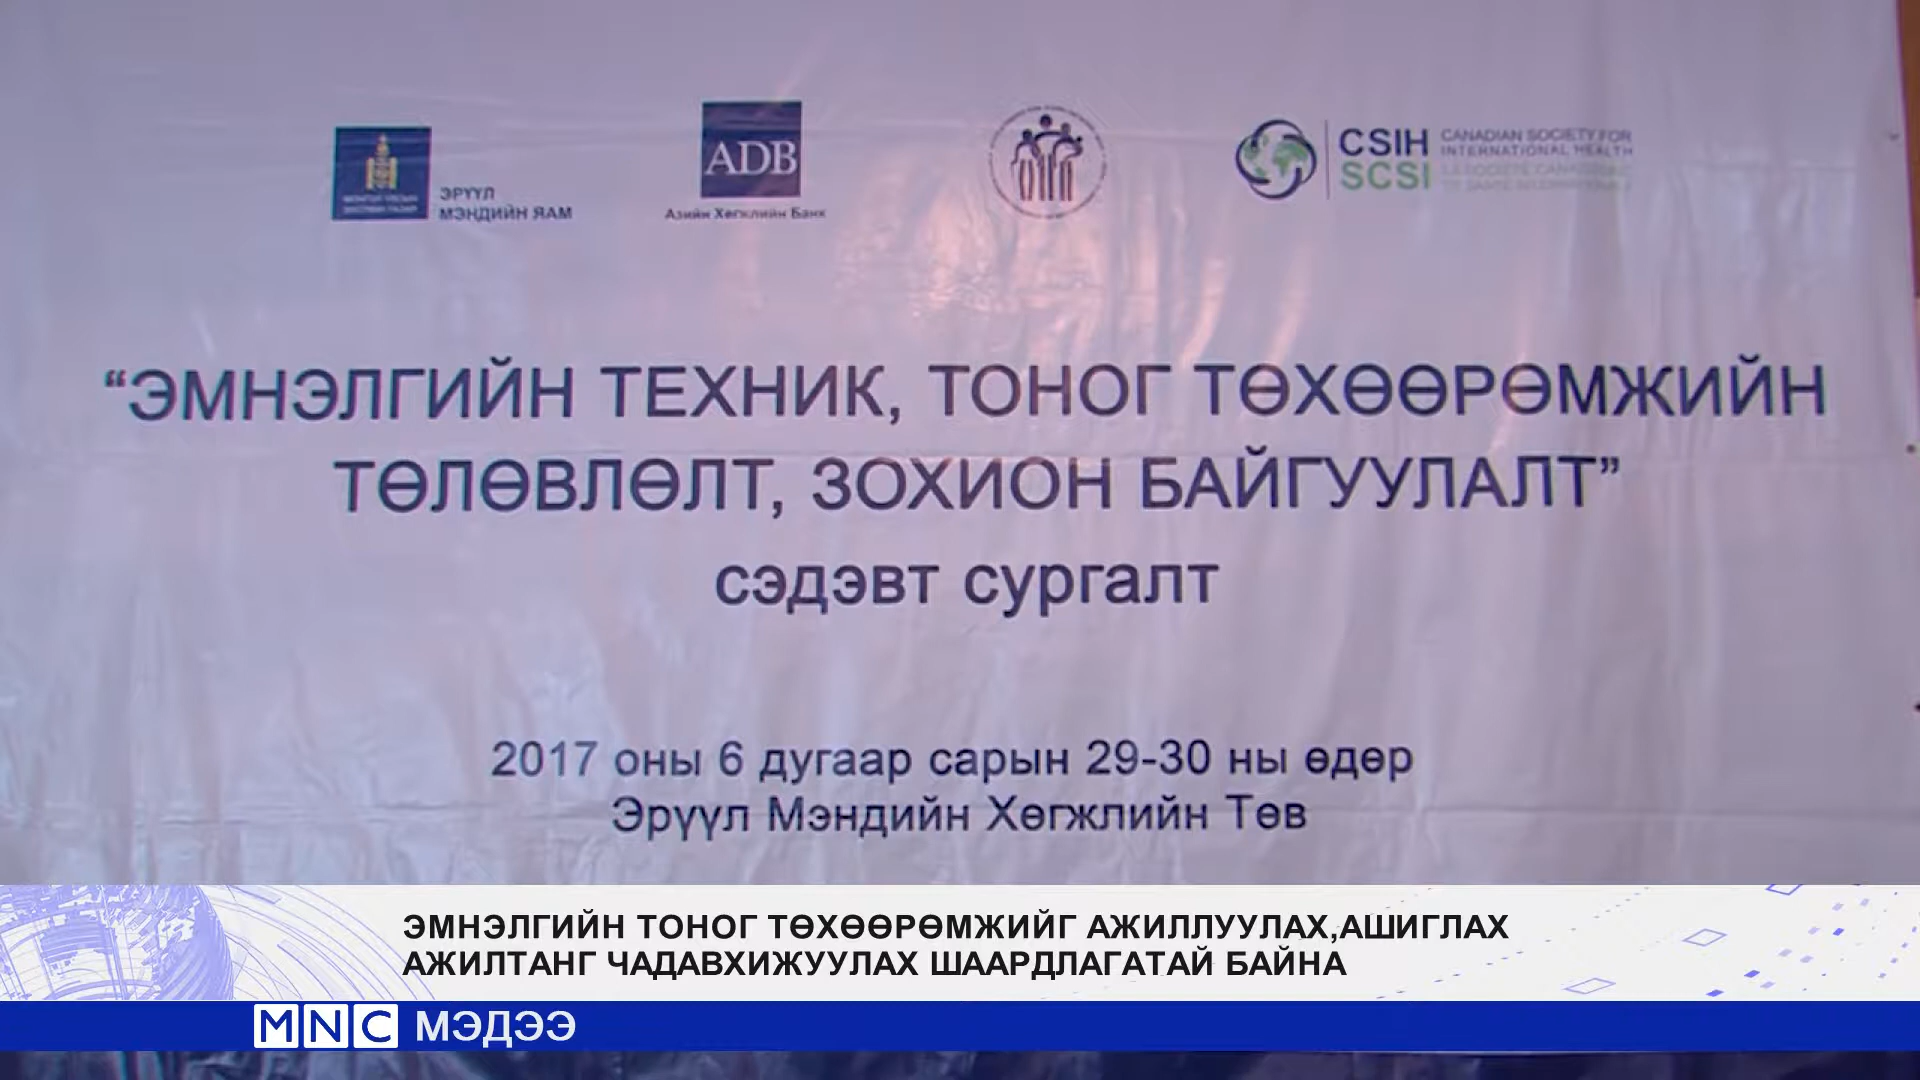 ЭРҮҮЛ
МЭНДИЙН ЯАМ
ADB
Азийн Хөгжлийн Банк
CSIH
SCSI
CANADIAN SOCIETY FOR
INTERNATIONAL HEALTH
“ЭМНЭЛГИЙН ТЕХНИК, ТОНОГ ТӨХӨӨРӨМЖИЙН
ТӨЛӨВЛӨЛТ, ЗОХИОН БАЙГУУЛАЛТ”
сэдэвт сургалт
2017 оны 6 дугаар сарын 29-30 ны өдөр
Эрүүл Мэндийн Хөгжлийн Төв
ЭМНЭЛГИЙН ТОНОГ ТӨХӨӨРӨМЖИЙГ АЖИЛЛУУЛАХ,АШИГЛАХ
АЖИЛТАНГ ЧАДАВХИЖУУЛАХ ШААРДЛАГАТАЙ БАЙНА
MNC МЭДЭЭ